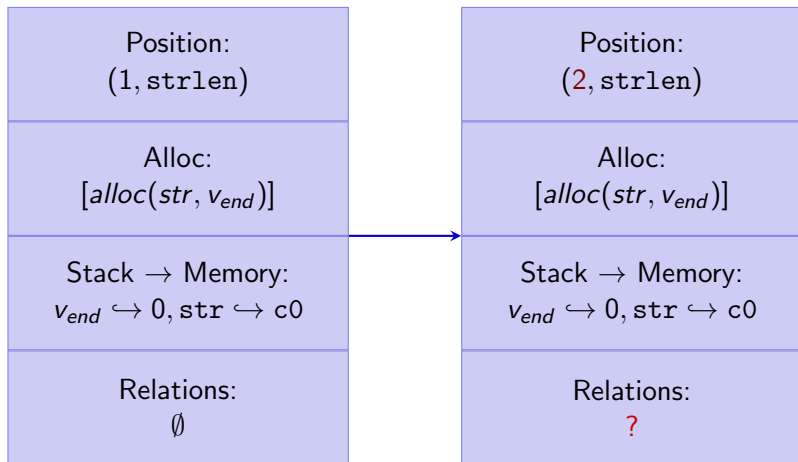 Position:
(1, strlen)
Alloc:
[alloc(str, v_end)]
Stack → Memory:
v_end ↪ 0, str ↪ c0
Relations:
∅
Position:
(2, strlen)
Alloc:
[alloc(str, v_end)]
Stack → Memory:
v_end ↪ 0, str ↪ c0
Relations:
?